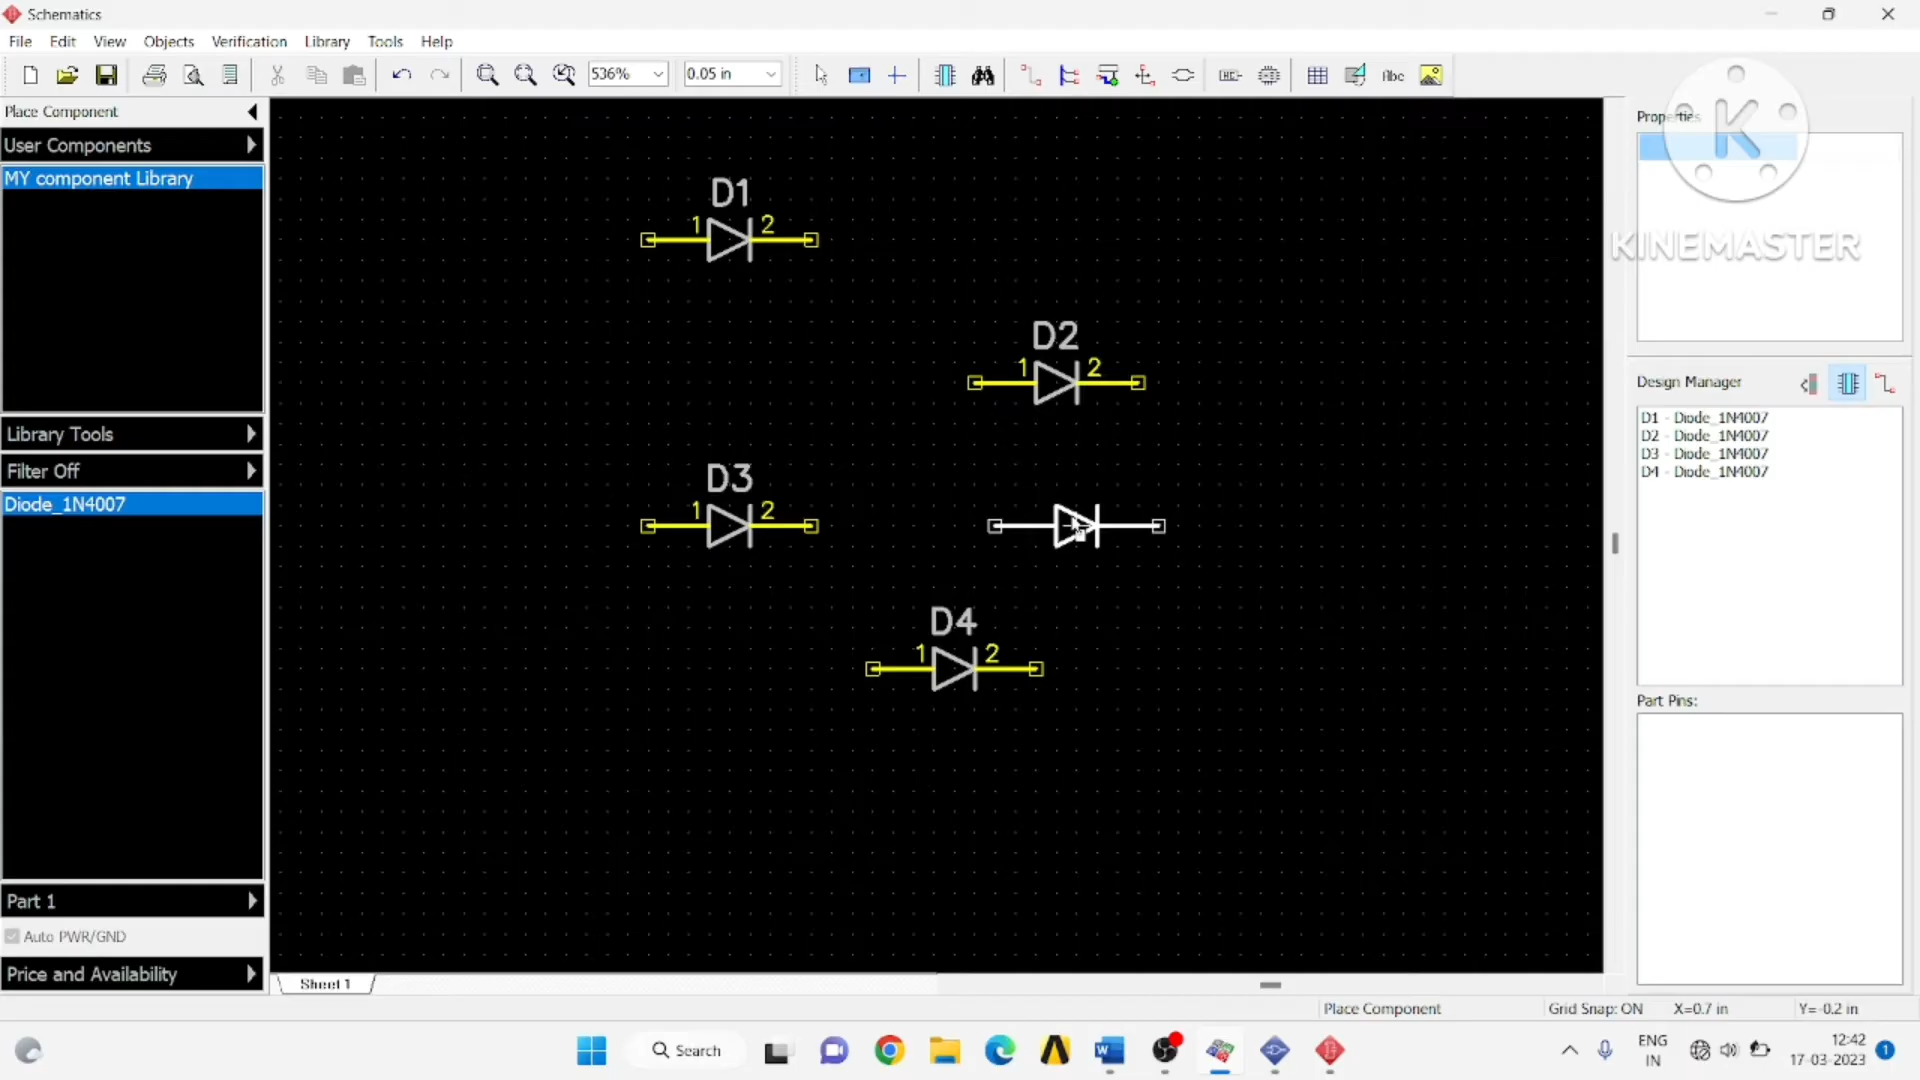 Schematics
File Edit View Objects Verification Library Tools Help
536% 0.05 in Abc
Place Component
User Components
MY component Library
Library Tools
Filter Off
Diode_1N4007
Part 1
Auto PWR/GND
Price and Availability
D1
1 2
D2
1 2
D3
1 2
D4
1 2
Sheet 1
Properties
K
KINEMASTER
Design Manager
D1 - Diode_1N4007
D2 - Diode_1N4007
D3 - Diode_1N4007
D4 - Diode_1N4007
Part Pins:
Place Component Grid Snap: ON X=0.7 in Y=-0.2 in
Search
ENG
IN
12:42
17-03-2023
1